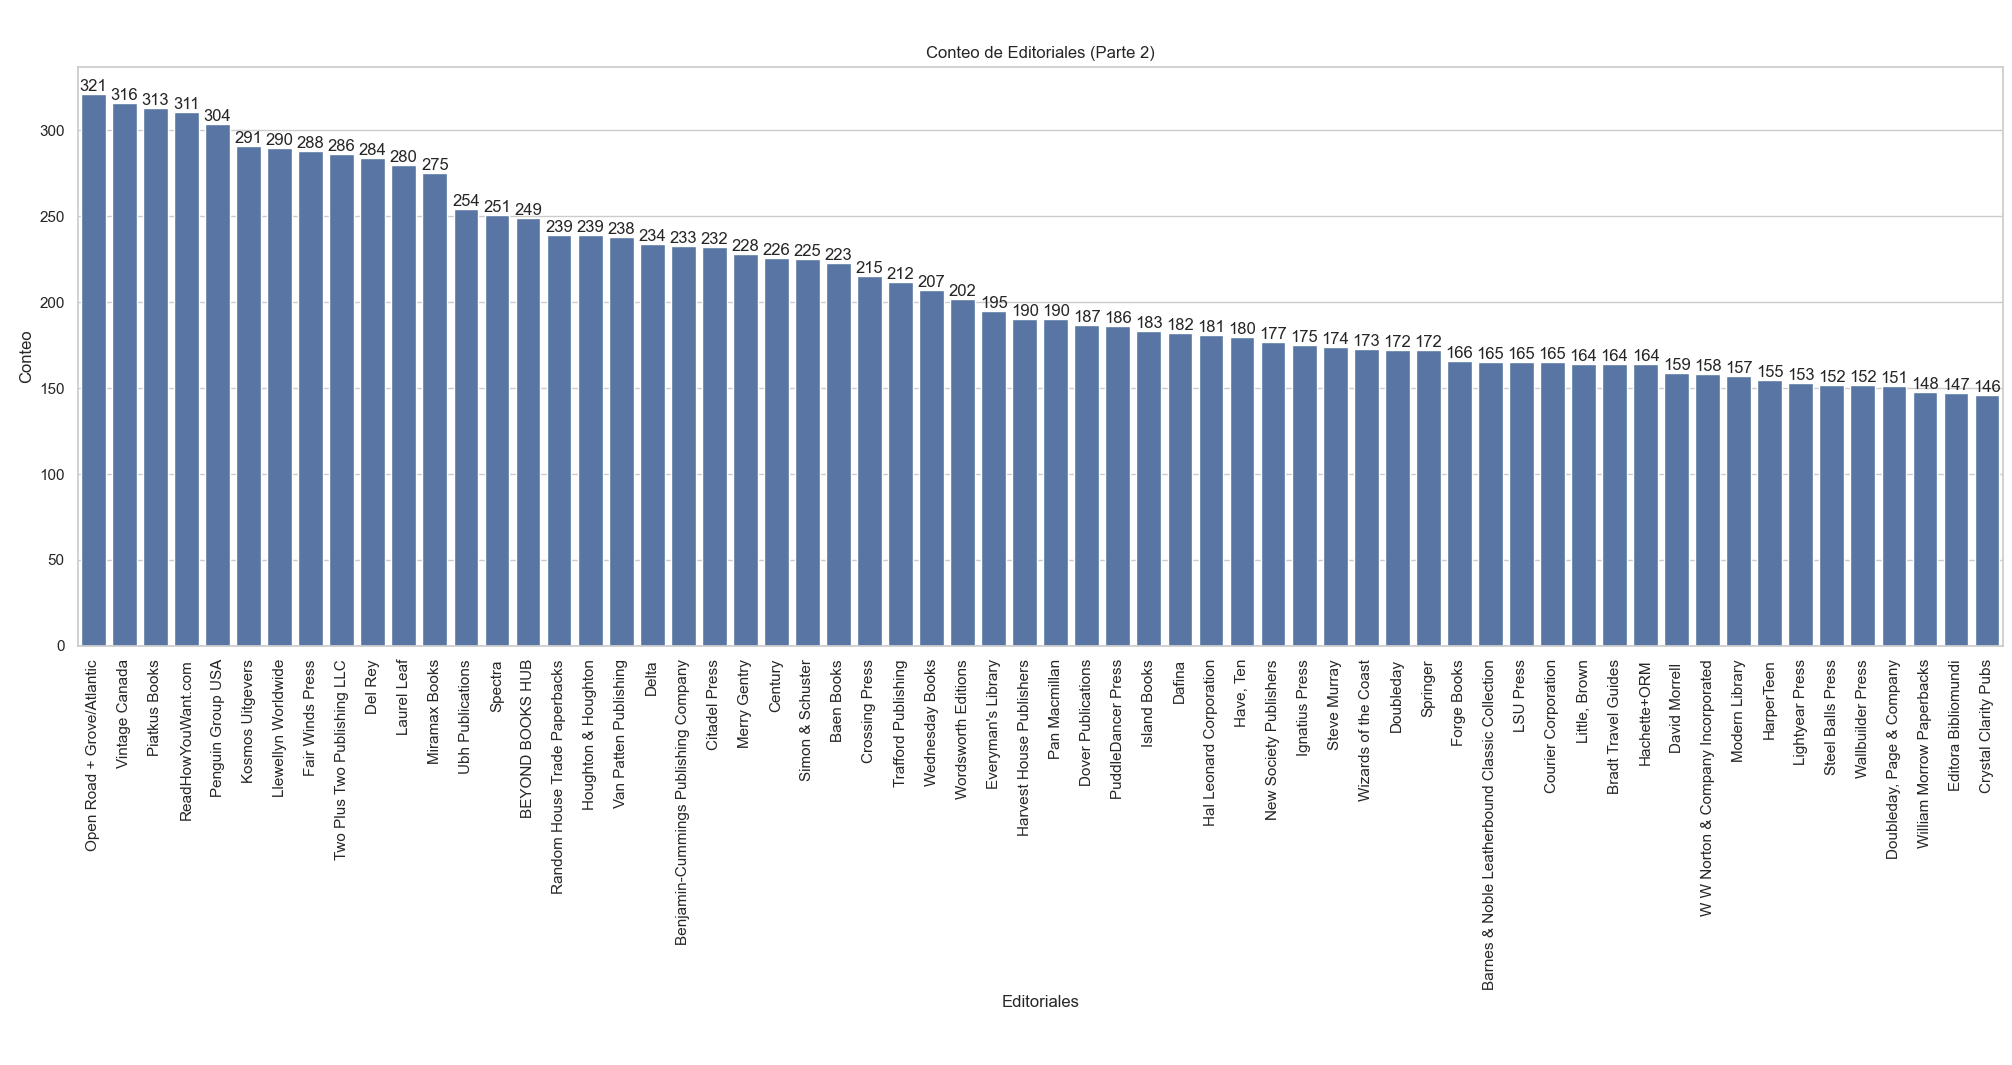 Conteo de Editoriales (Parte 2)
321 316 313 311 304 291 290 288 286 284 280 275 254 251 249 239 239 238 234 233 232 228 226 225 223 215 212 207 202 195 190 190 187 186 183 182 181 180 177 175 174 173 172 172 166 165 165 165 164 164 164 159 158 157 155 153 152 152 151 148 147 146
300
250
200
150
100
50
0
Conteo
Open Road + Grove/Atlantic
Vintage Canada
Piatkus Books
ReadHowYouWant.com
Penguin Group USA
Kosmos Uitgevers
Llewellyn Worldwide
Fair Winds Press
Two Plus Two Publishing LLC
Del Rey
Laurel Leaf
Miramax Books
Ubh Publications
Spectra
BEYOND BOOKS HUB
Random House Trade Paperbacks
Houghton & Houghton
Van Patten Publishing
Delta
Benjamin-Cummings Publishing Company
Citadel Press
Merry Gentry
Century
Simon & Schuster
Baen Books
Crossing Press
Trafford Publishing
Wednesday Books
Wordsworth Editions
Everyman's Library
Harvest House Publishers
Pan Macmillan
Dover Publications
PuddleDancer Press
Island Books
Dafina
Hal Leonard Corporation
Have, Ten
New Society Publishers
Ignatius Press
Steve Murray
Wizards of the Coast
Doubleday
Springer
Forge Books
Barnes & Noble Leatherbound Classic Collection
LSU Press
Courier Corporation
Little, Brown
Bradt Travel Guides
Hachette+ORM
David Morrell
W W Norton & Company Incorporated
Modern Library
HarperTeen
Lightyear Press
Steel Balls Press
Wallbuilder Press
Doubleday, Page & Company
William Morrow Paperbacks
Editora Bibliomundi
Crystal Clarity Pubs
Editoriales